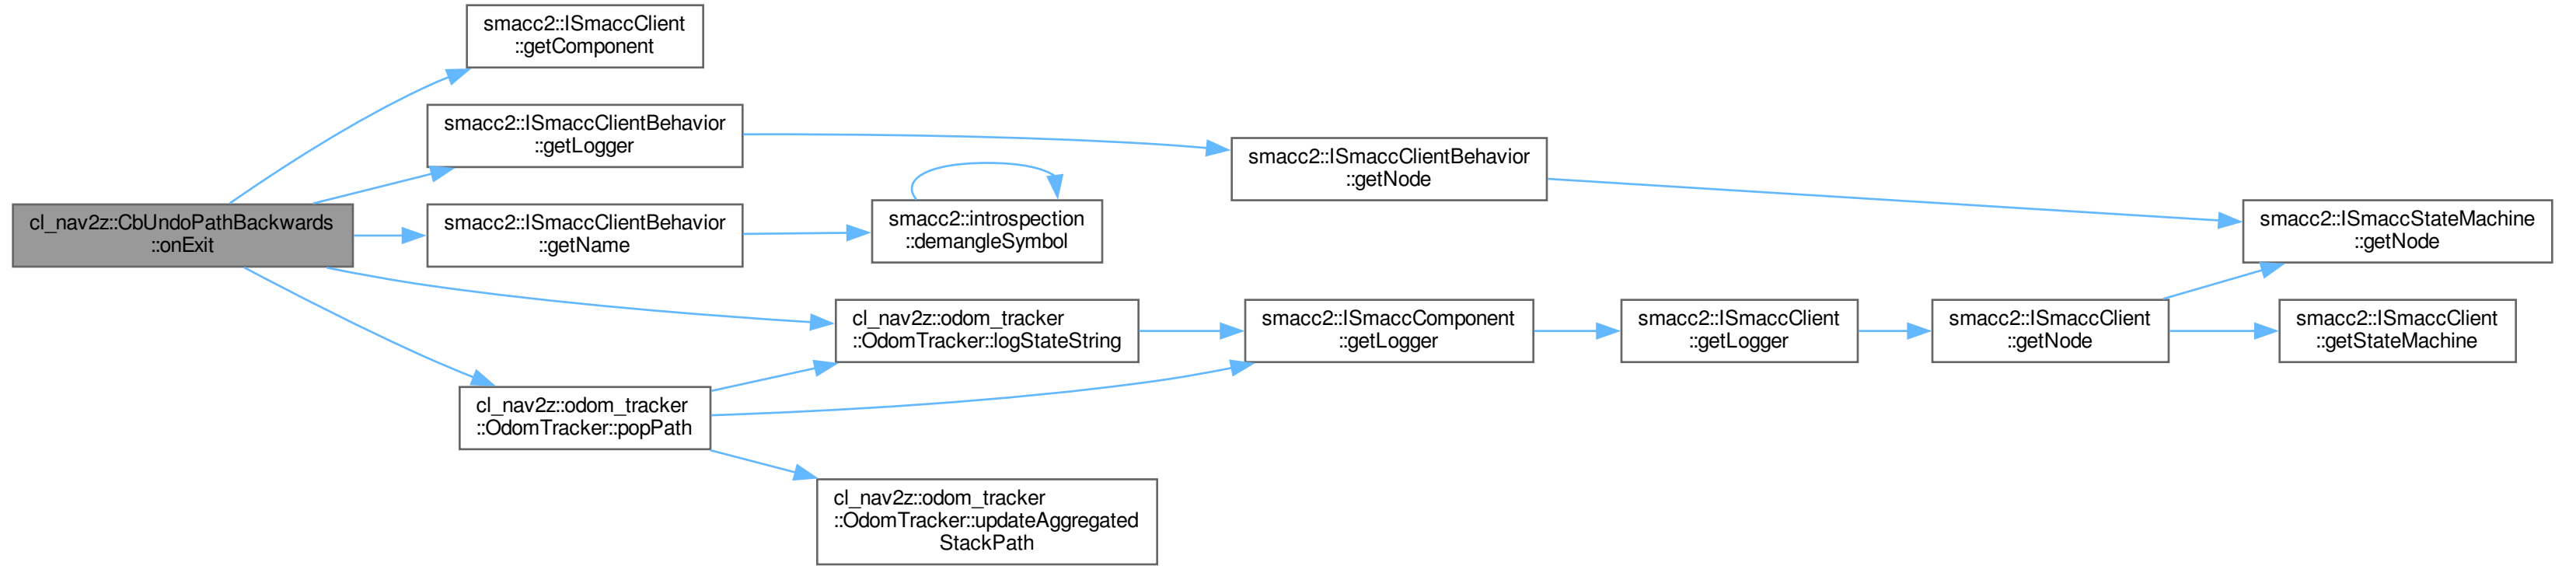 smacc2::ISmaccClient
::getComponent
smacc2::ISmaccClientBehavior
::getLogger
smacc2::ISmaccClientBehavior
::getNode
cl_nav2z::CbUndoPathBackwards
::onExit
smacc2::ISmaccClientBehavior
::getName
smacc2::introspection
::demangleSymbol
smacc2::ISmaccStateMachine
::getNode
cl_nav2z::odom_tracker
::OdomTracker::logStateString
smacc2::ISmaccComponent
::getLogger
smacc2::ISmaccClient
::getLogger
smacc2::ISmaccClient
::getNode
smacc2::ISmaccClient
::getStateMachine
cl_nav2z::odom_tracker
::OdomTracker::popPath
cl_nav2z::odom_tracker
::OdomTracker::updateAggregated
StackPath